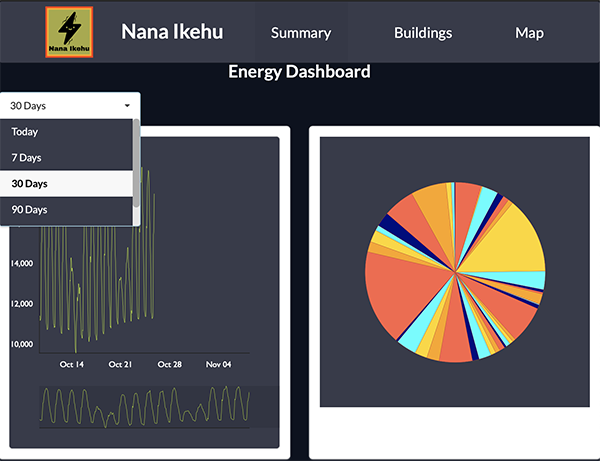 Nana Ikehu
Nana Ikehu
Summary
Buildings
Map
Energy Dashboard
30 Days
Today
7 Days
30 Days
90 Days
14,000
12,000
10,000
Oct 14
Oct 21
Oct 28
Nov 04